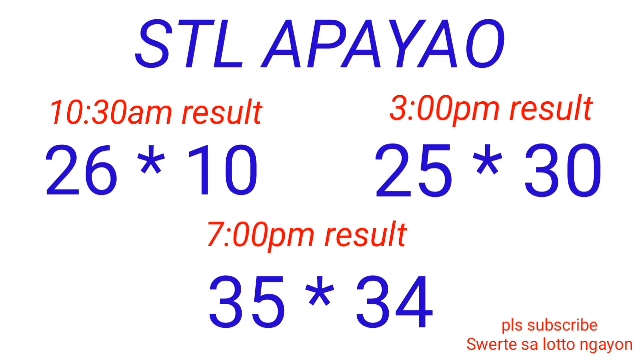 STL APAYAO
10:30am result
26 * 10
3:00pm result
25 * 30
7:00pm result
35 * 34
pls subscribe
Swerte sa lotto ngayon